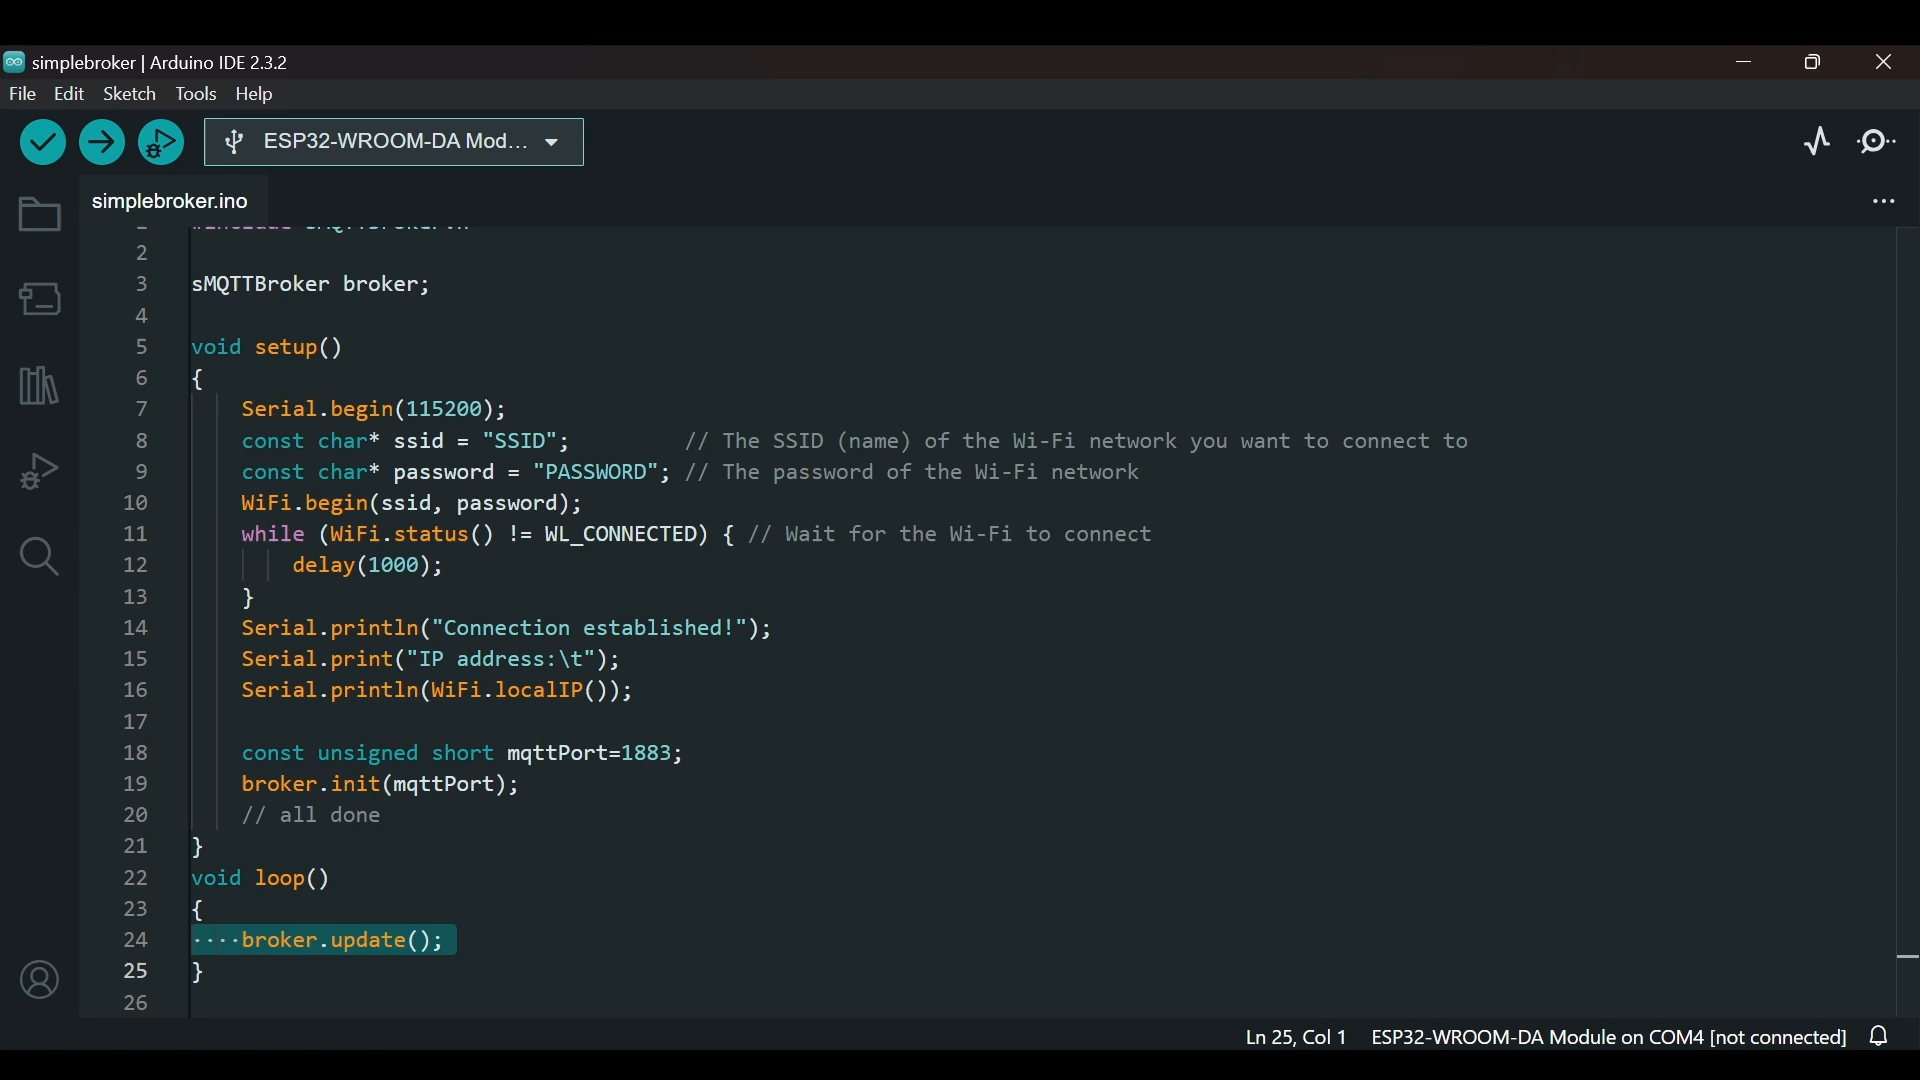 simplebroker | Arduino IDE 2.3.2
File Edit Sketch Tools Help
ESP32-WROOM-DA Mod...
simplebroker.ino
2
3 sMQTTBroker broker;
4
5 void setup()
6 {
7 Serial.begin(115200);
8 const char* ssid = "SSID"; // The SSID (name) of the Wi-Fi network you want to connect to
9 const char* password = "PASSWORD"; // The password of the Wi-Fi network
10 WiFi.begin(ssid, password);
11 while (WiFi.status() != WL_CONNECTED) { // Wait for the Wi-Fi to connect
12 delay(1000);
13 }
14 Serial.println("Connection established!");
15 Serial.print("IP address:\t");
16 Serial.println(WiFi.localIP());
17
18 const unsigned short mqttPort=1883;
19 broker.init(mqttPort);
20 // all done
21 }
22 void loop()
23 {
24 ····broker.update();
25 }
26
Ln 25, Col 1 ESP32-WROOM-DA Module on COM4 [not connected]